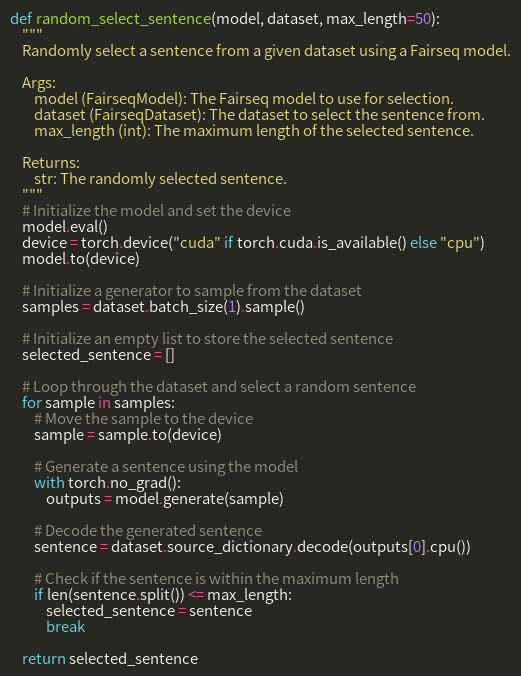 def random_select_sentence(model, dataset, max_length=50):
"""
Randomly select a sentence from a given dataset using a Fairseq model.
Args:
model (FairseqModel): The Fairseq model to use for selection.
dataset (FairseqDataset): The dataset to select the sentence from.
max_length (int): The maximum length of the selected sentence.
Returns:
str: The randomly selected sentence.
"""
# Initialize the model and set the device
model.eval()
device = torch.device("cuda" if torch.cuda.is_available() else "cpu")
model.to(device)
# Initialize a generator to sample from the dataset
samples = dataset.batch_size(1).sample()
# Initialize an empty list to store the selected sentence
selected_sentence = []
# Loop through the dataset and select a random sentence
for sample in samples:
# Move the sample to the device
sample = sample.to(device)
# Generate a sentence using the model
with torch.no_grad():
outputs = model.generate(sample)
# Decode the generated sentence
sentence = dataset.source_dictionary.decode(outputs[0].cpu())
# Check if the sentence is within the maximum length
if len(sentence.split()) <= max_length:
selected_sentence = sentence
break
return selected_sentence